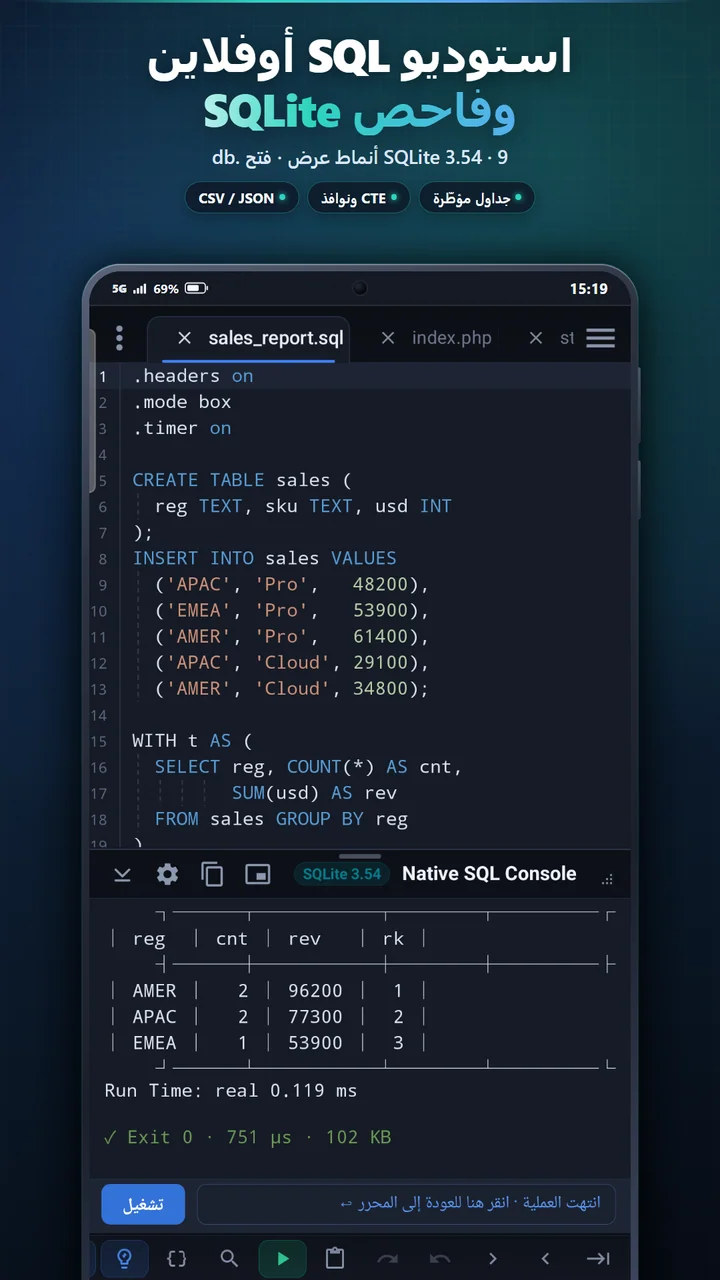 استوديو SQL أوفلاين
وفاحص SQLite
SQLite 3.54 · 9 أنماط عرض · فتح .db
جداول مؤطّرة
CTE ونوافذ
CSV / JSON
5G 69% 15:19
sales_report.sql index.php st
1 .headers on
2 .mode box
3 .timer on
4
5 CREATE TABLE sales (
6 reg TEXT, sku TEXT, usd INT
7 );
8 INSERT INTO sales VALUES
9 ('APAC', 'Pro', 48200),
10 ('EMEA', 'Pro', 53900),
11 ('AMER', 'Pro', 61400),
12 ('APAC', 'Cloud', 29100),
13 ('AMER', 'Cloud', 34800);
14
15 WITH t AS (
16 SELECT reg, COUNT(*) AS cnt,
17 SUM(usd) AS rev
18 FROM sales GROUP BY reg
19 )
SQLite 3.54 Native SQL Console
│ reg │ cnt │ rev │ rk │
│ AMER │ 2 │ 96200 │ 1 │
│ APAC │ 2 │ 77300 │ 2 │
│ EMEA │ 1 │ 53900 │ 3 │
Run Time: real 0.119 ms
✓ Exit 0 · 751 µs · 102 KB
انتهت العملية · انقر هنا للعودة إلى المحرر ↩
تشغيل